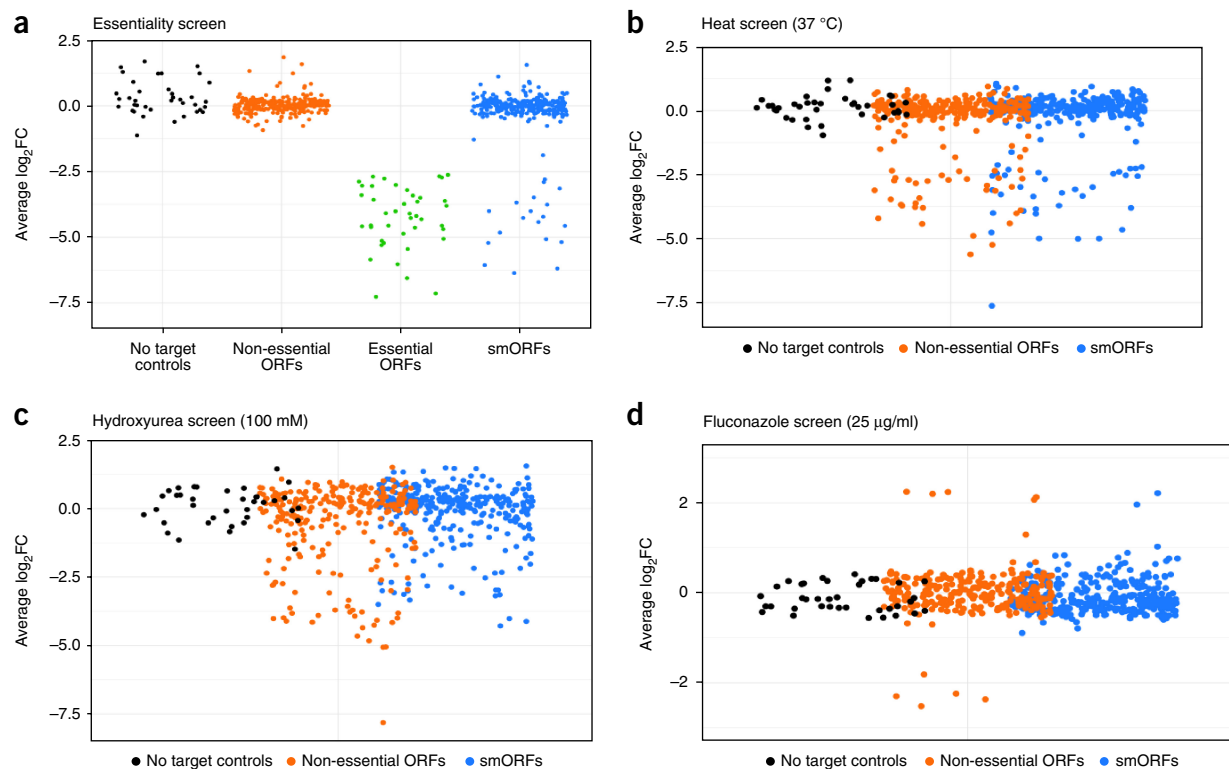 a
Essentiality screen
2.5
0.0
–2.5
–5.0
–7.5
Average log2FC
No target
controls
Non-essential
ORFs
Essential
ORFs
smORFs
b
Heat screen (37 °C)
2.5
0.0
–2.5
–5.0
–7.5
Average log2FC
No target controls Non-essential ORFs smORFs
c
Hydroxyurea screen (100 mM)
2.5
0.0
–2.5
–5.0
–7.5
Average log2FC
No target controls Non-essential ORFs smORFs
d
Fluconazole screen (25 μg/ml)
2
0
–2
Average log2FC
No target controls Non-essential ORFs smORFs